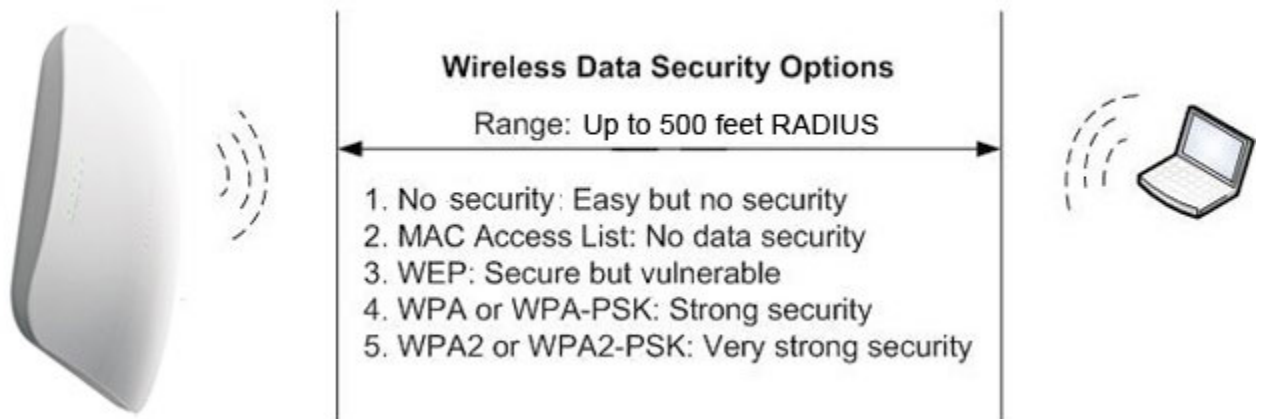 Wireless Data Security Options
Range: Up to 500 feet RADIUS
1. No security: Easy but no security
2. MAC Access List: No data security
3. WEP: Secure but vulnerable
4. WPA or WPA-PSK: Strong security
5. WPA2 or WPA2-PSK: Very strong security